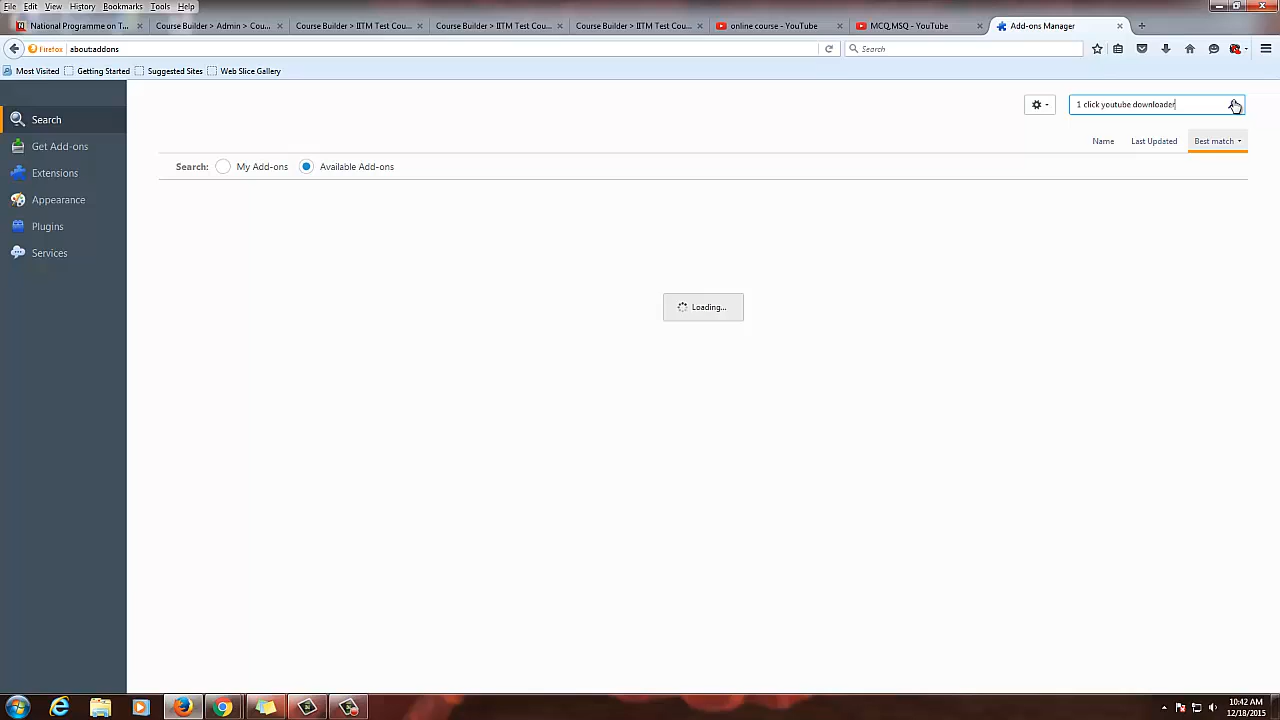 File Edit View History Bookmarks Tools Help
National Programme on T...
Course Builder > Admin > Cou...
Course Builder > IITM Test Cou...
Course Builder > IITM Test Cou...
Course Builder > IITM Test Cou...
online course - YouTube
MCQ,MSQ - YouTube
Add-ons Manager
Firefox about:addons
Search
Most Visited Getting Started Suggested Sites Web Slice Gallery
1 click youtube downloader
Search
Get Add-ons
Extensions
Appearance
Plugins
Services
Name Last Updated Best match
Search: My Add-ons Available Add-ons
Loading...
10:42 AM
12/18/2015